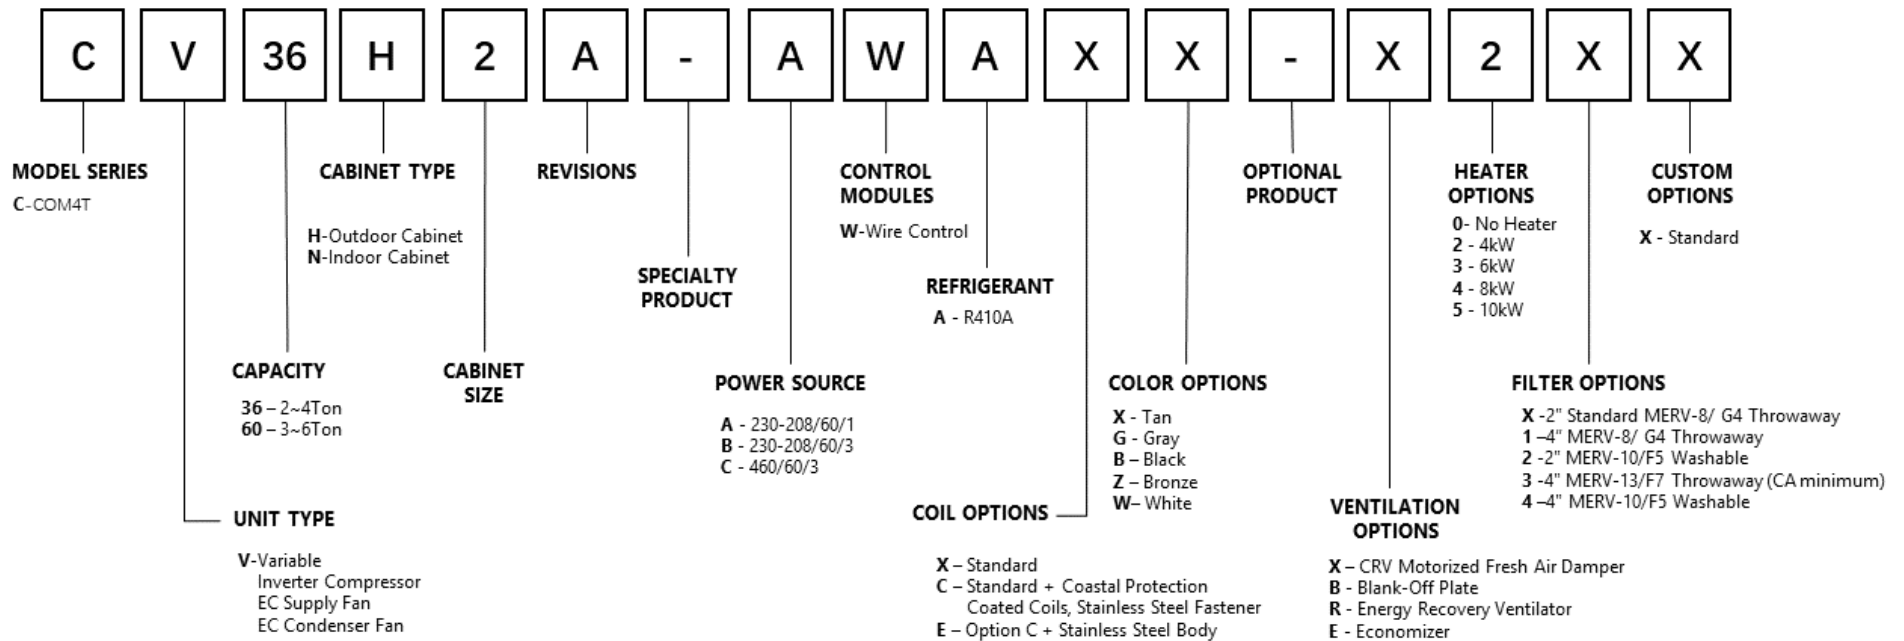 C V 36 H 2 A - A W A X X - X 2 X X
MODEL SERIES
C-COM4T
CABINET TYPE
H-Outdoor Cabinet
N-Indoor Cabinet
REVISIONS
CONTROL
MODULES
W-Wire Control
OPTIONAL
PRODUCT
HEATER
OPTIONS
0- No Heater
2 - 4kW
3 - 6kW
4 - 8kW
5 - 10kW
CUSTOM
OPTIONS
X - Standard
SPECIALTY
PRODUCT
REFRIGERANT
A - R410A
CAPACITY
36 – 2~4Ton
60 – 3~6Ton
CABINET
SIZE
POWER SOURCE
A - 230-208/60/1
B - 230-208/60/3
C - 460/60/3
COLOR OPTIONS
X - Tan
G - Gray
B – Black
Z – Bronze
W– White
FILTER OPTIONS
X -2" Standard MERV-8/ G4 Throwaway
1 –4" MERV-8/ G4 Throwaway
2 -2" MERV-10/F5 Washable
3 -4" MERV-13/F7 Throwaway (CA minimum)
4 –4" MERV-10/F5 Washable
UNIT TYPE
V-Variable
Inverter Compressor
EC Supply Fan
EC Condenser Fan
COIL OPTIONS
X – Standard
C – Standard + Coastal Protection
Coated Coils, Stainless Steel Fastener
E – Option C + Stainless Steel Body
VENTILATION
OPTIONS
X – CRV Motorized Fresh Air Damper
B - Blank-Off Plate
R - Energy Recovery Ventilator
E - Economizer